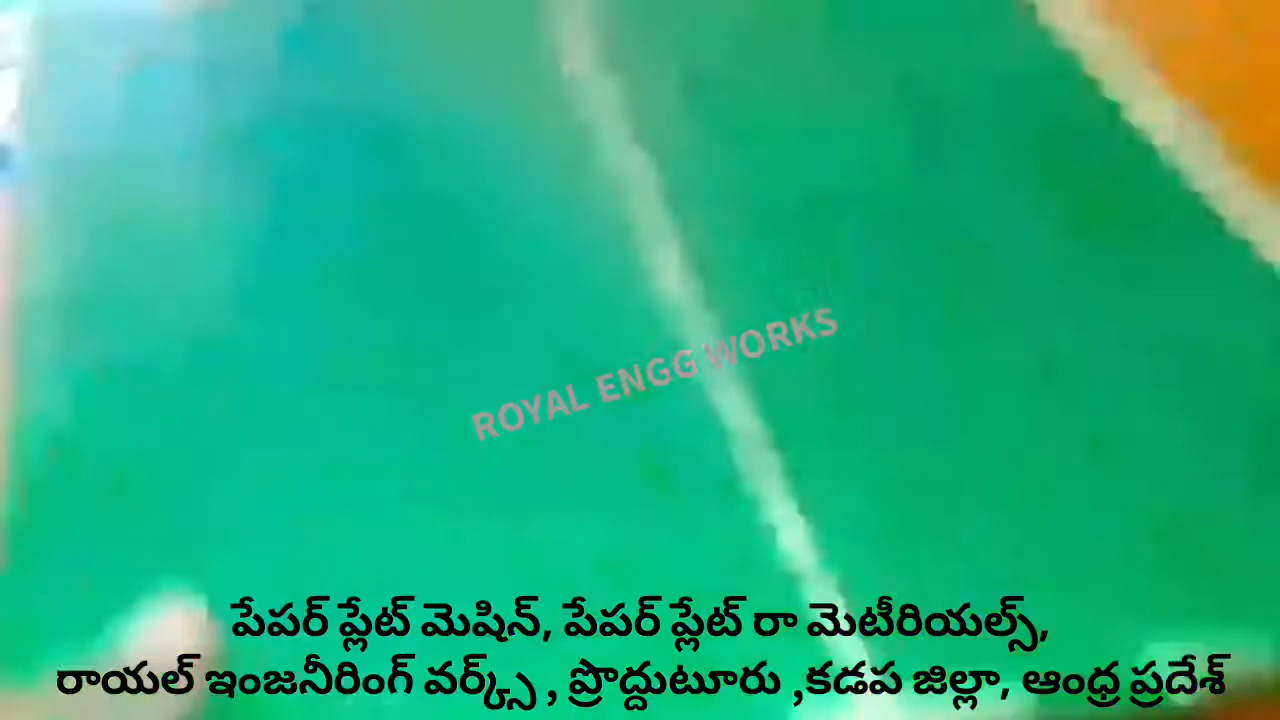 ROYAL ENGG WORKS
పేపర్ ప్లేట్ మెషిన్, పేపర్ ప్లేట్ రా మెటీరియల్స్,
రాయల్ ఇంజనీరింగ్ వర్క్స్ , ప్రొద్దుటూరు ,కడప జిల్లా, ఆంధ్ర ప్రదేశ్